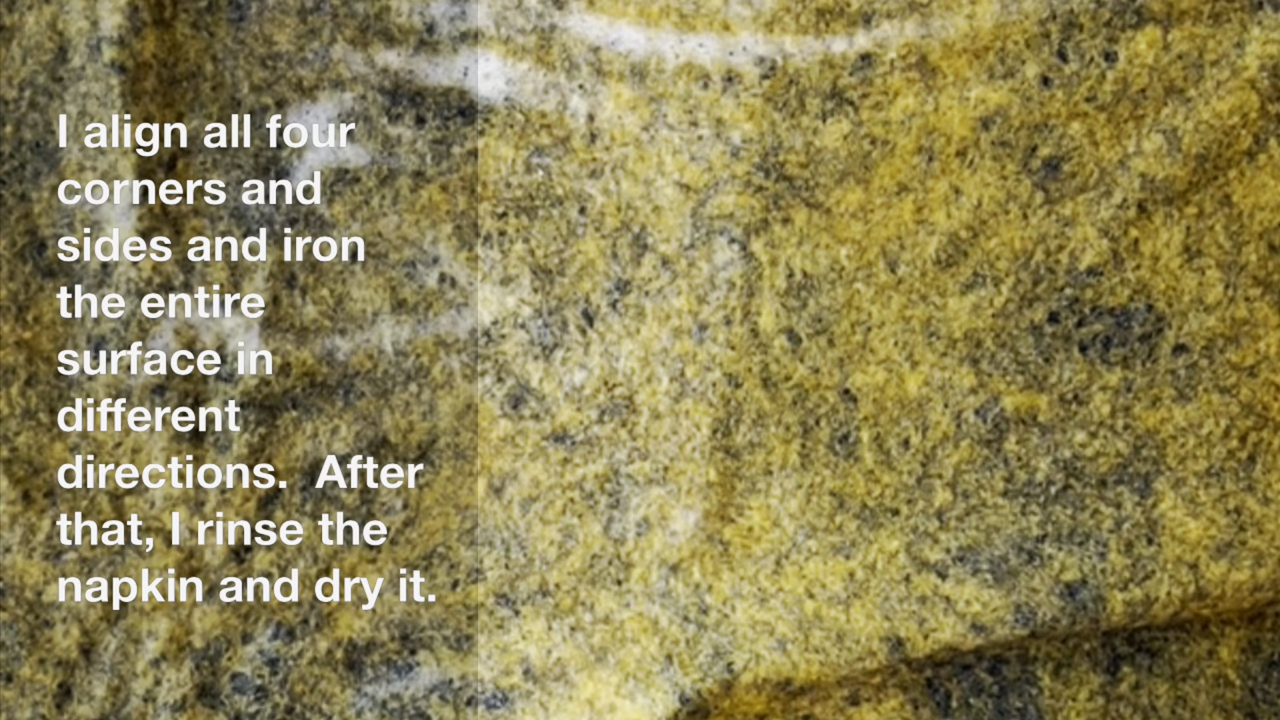 I align all four
corners and
sides and iron
the entire
surface in
different
directions.  After
that, I rinse the
napkin and dry it.